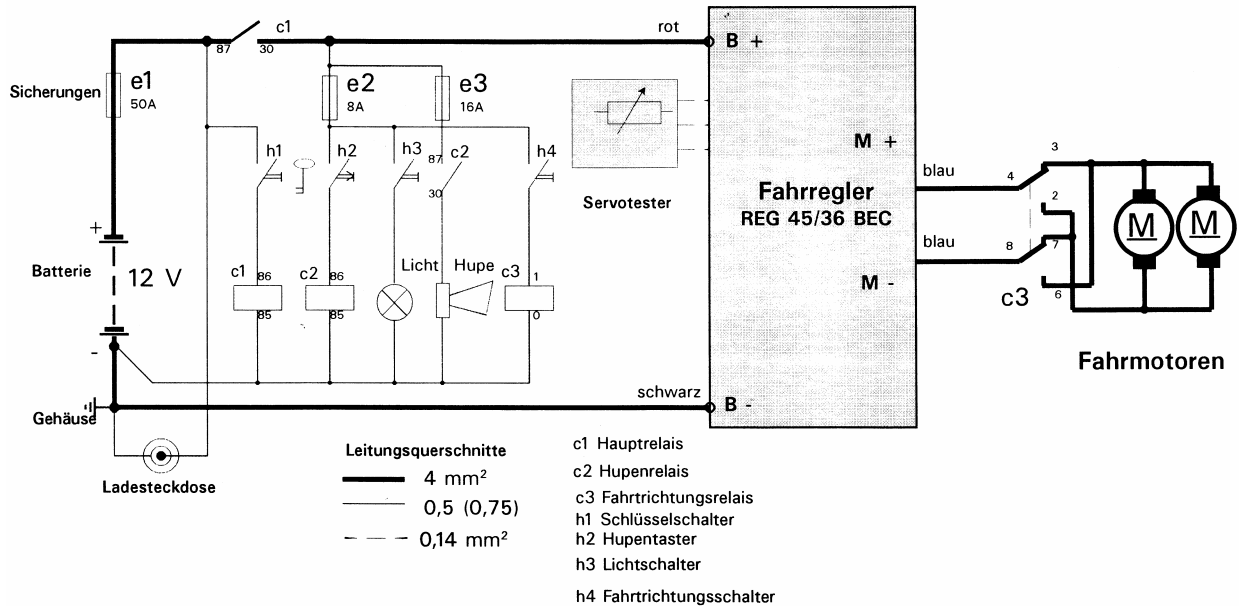 c1
87
30
rot
B +
Sicherungen
e1
50A
e2
8A
e3
16A
h1
h2
h3
87
c2
30
h4
Servotester
M +
Fahrregler
REG 45/36 BEC
M -
blau
blau
4
3
2
8
7
6
c3
M
M
Fahrmotoren
+
Batterie
12 V
-
c1
86
85
c2
86
85
Licht
Hupe
c3
1
0
schwarz
B -
Gehäuse
Ladesteckdose
Leitungsquerschnitte
4 mm²
0,5 (0,75)
0,14 mm²
c1 Hauptrelais
c2 Hupenrelais
c3 Fahrtrichtungsrelais
h1 Schlüsselschalter
h2 Hupentaster
h3 Lichtschalter
h4 Fahrtrichtungsschalter